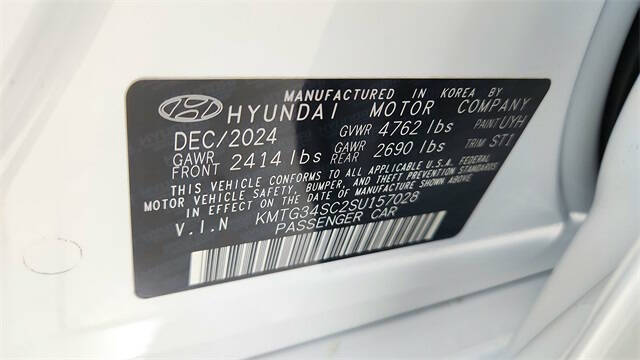 MANUFACTURED IN KOREA BY
HYUNDAI MOTOR COMPANY
DEC/2024 GVWR 4762 lbs PAINT UYH
GAWR FRONT 2414 lbs GAWR REAR 2690 lbs TRIM ST1
THIS VEHICLE CONFORMS TO ALL APPLICABLE U.S.A. FEDERAL
MOTOR VEHICLE SAFETY, BUMPER, AND THEFT PREVENTION STANDARDS
IN EFFECT ON THE DATE OF MANUFACTURE SHOWN ABOVE.
V.I.N KMTG34SC2SU157028
PASSENGER CAR